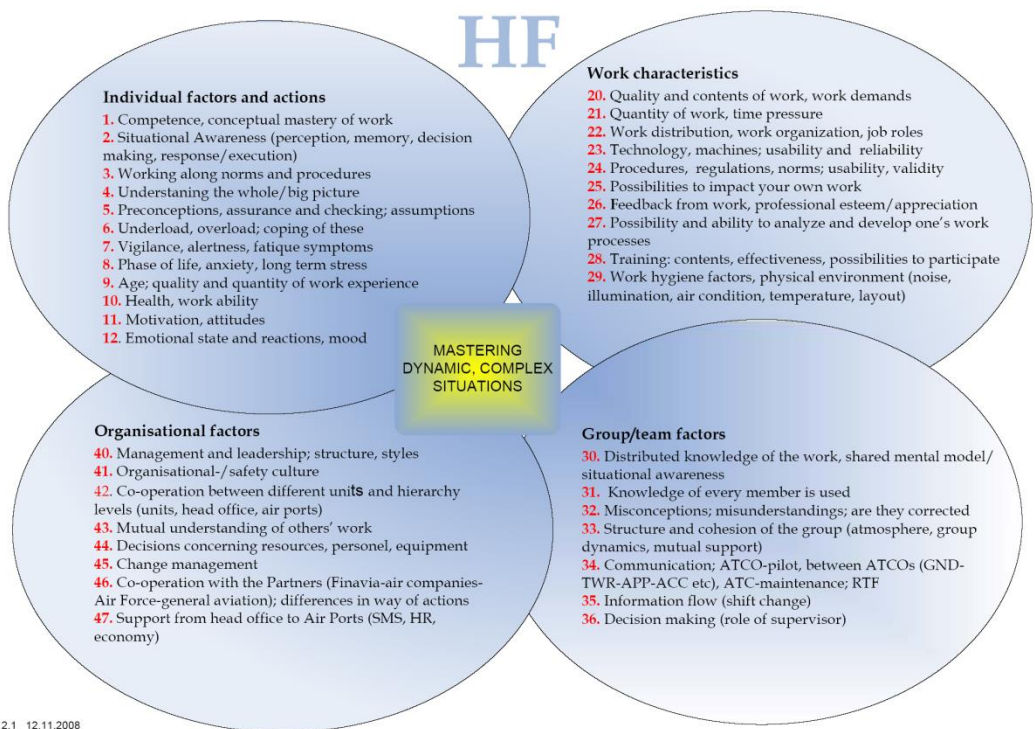 HF
Individual factors and actions
1. Competence, conceptual mastery of work
2. Situational Awareness (perception, memory, decision
making, response/execution)
3. Working along norms and procedures
4. Understaning the whole/big picture
5. Preconceptions, assurance and checking; assumptions
6. Underload, overload; coping of these
7. Vigilance, alertness, fatique symptoms
8. Phase of life, anxiety, long term stress
9. Age; quality and quantity of work experience
10. Health, work ability
11. Motivation, attitudes
12. Emotional state and reactions, mood
Work characteristics
20. Quality and contents of work, work demands
21. Quantity of work, time pressure
22. Work distribution, work organization, job roles
23. Technology, machines; usability and reliability
24. Procedures, regulations, norms; usability, validity
25. Possibilities to impact your own work
26. Feedback from work, professional esteem/appreciation
27. Possibility and ability to analyze and develop one's work
processes
28. Training: contents, effectiveness, possibilities to participate
29. Work hygiene factors, physical environment (noise,
illumination, air condition, temperature, layout)
MASTERING
DYNAMIC, COMPLEX
SITUATIONS
Organisational factors
40. Management and leadership; structure, styles
41. Organisational-/safety culture
42. Co-operation between different units and hierarchy
levels (units, head office, air ports)
43. Mutual understanding of others' work
44. Decisions concerning resources, personel, equipment
45. Change management
46. Co-operation with the Partners (Finavia-air companies-
Air Force-general aviation); differences in way of actions
47. Support from head office to Air Ports (SMS, HR,
economy)
Group/team factors
30. Distributed knowledge of the work, shared mental model/
situational awareness
31. Knowledge of every member is used
32. Misconceptions; misunderstandings; are they corrected
33. Structure and cohesion of the group (atmosphere, group
dynamics, mutual support)
34. Communication; ATCO-pilot, between ATCOs (GND-
TWR-APP-ACC etc), ATC-maintenance; RTF
35. Information flow (shift change)
36. Decision making (role of supervisor)
2.1 12.11.2008